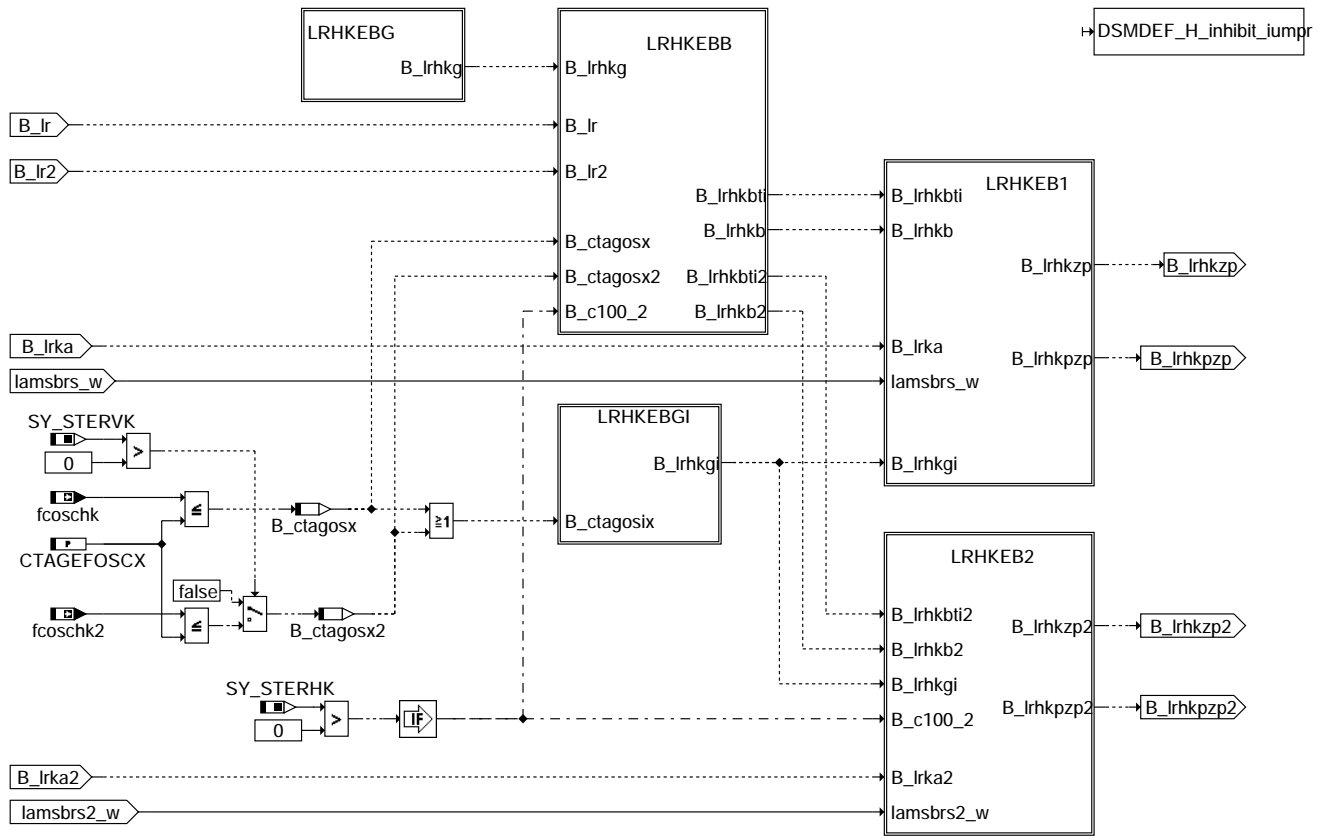 LRHKEBG
B_lrhkg
LRHKEBB
B_lrhkg
B_lr
B_lr2
B_ctagosx
B_ctagosx2
B_c100_2
B_lrhkbti
B_lrhkb
B_lrhkbti2
B_lrhkb2
DSMDEF_H_inhibit_iumpr
B_lr
B_lr2
B_lrka
lamsbrs_w
LRHKEB1
B_lrhkbti
B_lrhkb
B_lrka
lamsbrs_w
B_lrhkgi
B_lrhkzp
B_lrhkpzp
B_lrhkzp
B_lrhkpzp
SY_STERVK
0
>
fcoschk
≤
CTAGEFOSCX
B_ctagosx
≥1
false
fcoschk2
≤
B_ctagosx2
LRHKEBGI
B_lrhkgi
B_ctagosix
SY_STERHK
0
>
IF
LRHKEB2
B_lrhkbti2
B_lrhkb2
B_lrhkgi
B_c100_2
B_lrka2
lamsbrs2_w
B_lrhkzp2
B_lrhkpzp2
B_lrhkzp2
B_lrhkpzp2
B_lrka2
lamsbrs2_w